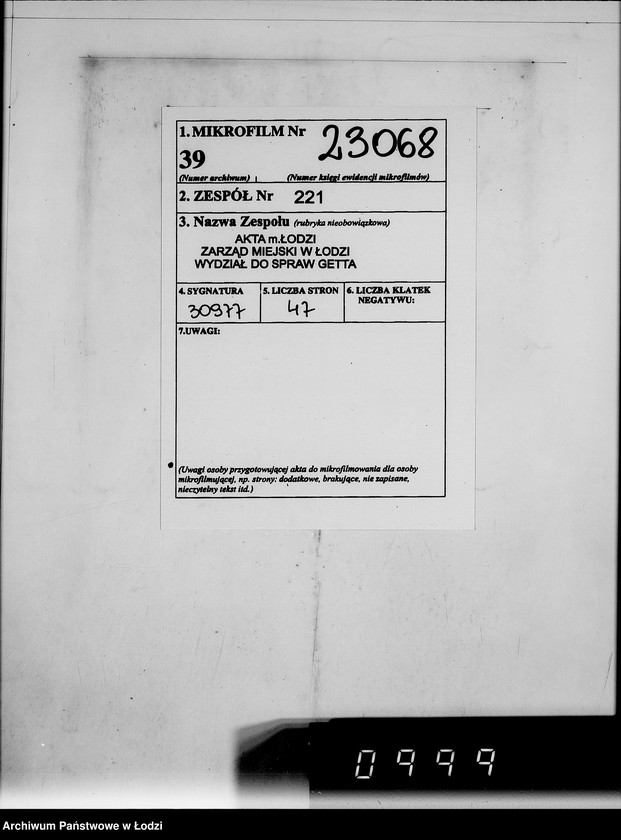 1. MIKROFILM Nr 23068
39
(Numer archiwum) (Numer księgi ewidencji mikrofilmów)
2. ZESPÓŁ Nr 221
3. Nazwa Zespołu (rubryka nieobowiązkowa)
AKTA m.ŁODZI
ZARZĄD MIEJSKI W ŁODZI
WYDZIAŁ DO SPRAW GETTA
4. SYGNATURA 5. LICZBA STRON 6. LICZBA KLATEK
NEGATYWU:
30977 47
7.UWAGI:
(Uwagi osoby przygotowującej akta do mikrofilmowania dla osoby
mikrofilmującej, np. strony: dodatkowe, brakujące, nie zapisane,
nieczytelny tekst itd.)
0999
Archiwum Państwowe w Łodzi